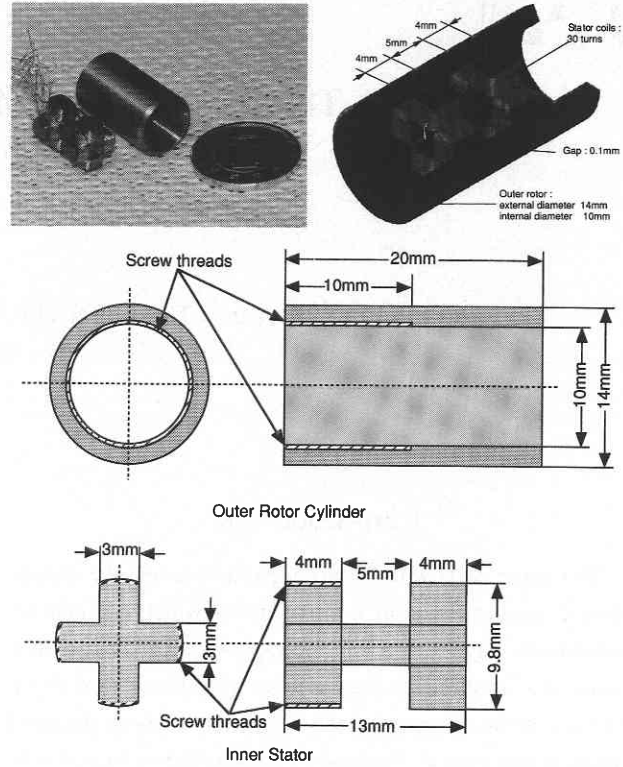 4mm
5mm
4mm
Stator coils :
30 turns
Gap : 0.1mm
Outer rotor :
external diameter 14mm
internal diameter 10mm
Screw threads
20mm
10mm
10mm
14mm
Outer Rotor Cylinder
3mm
3mm
4mm
5mm
4mm
9.8mm
Screw threads
13mm
Inner Stator